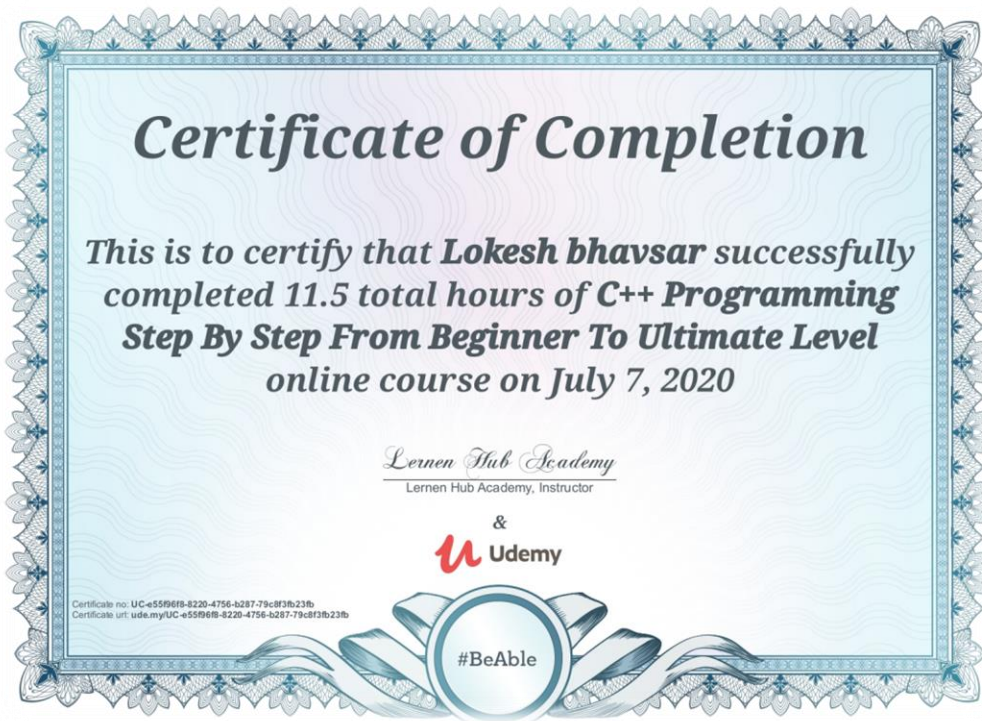 Certificate of Completion
This is to certify that Lokesh bhavsar successfully
completed 11.5 total hours of C++ Programming
Step By Step From Beginner To Ultimate Level
online course on July 7, 2020
Lernen Hub Academy
Lernen Hub Academy, Instructor
&
Udemy
Certificate no: UC-e55f96f8-8220-4756-b287-79c8f3fb23fb
Certificate url: ude.my/UC-e55f96f8-8220-4756-b287-79c8f3fb23fb
#BeAble